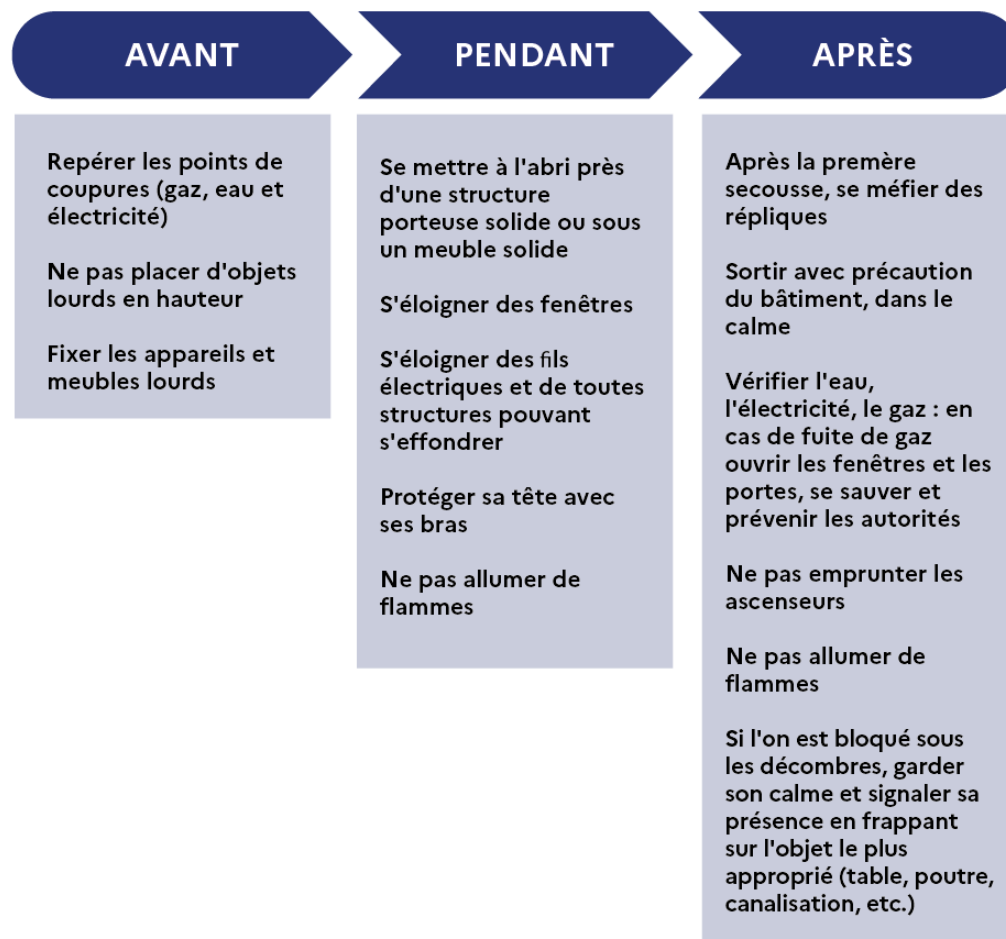 AVANT
PENDANT
APRÈS
Repérer les points de
coupures (gaz, eau et
électricité)
Ne pas placer d'objets
lourds en hauteur
Fixer les appareils et
meubles lourds
Se mettre à l'abri près
d'une structure
porteuse solide ou sous
un meuble solide
S'éloigner des fenêtres
S'éloigner des fils
électriques et de toutes
structures pouvant
s'effondrer
Protéger sa tête avec
ses bras
Ne pas allumer de
flammes
Après la premère
secousse, se méfier des
répliques
Sortir avec précaution
du bâtiment, dans le
calme
Vérifier l'eau,
l'électricité, le gaz : en
cas de fuite de gaz
ouvrir les fenêtres et les
portes, se sauver et
prévenir les autorités
Ne pas emprunter les
ascenseurs
Ne pas allumer de
flammes
Si l'on est bloqué sous
les décombres, garder
son calme et signaler sa
présence en frappant
sur l'objet le plus
approprié (table, poutre,
canalisation, etc.)